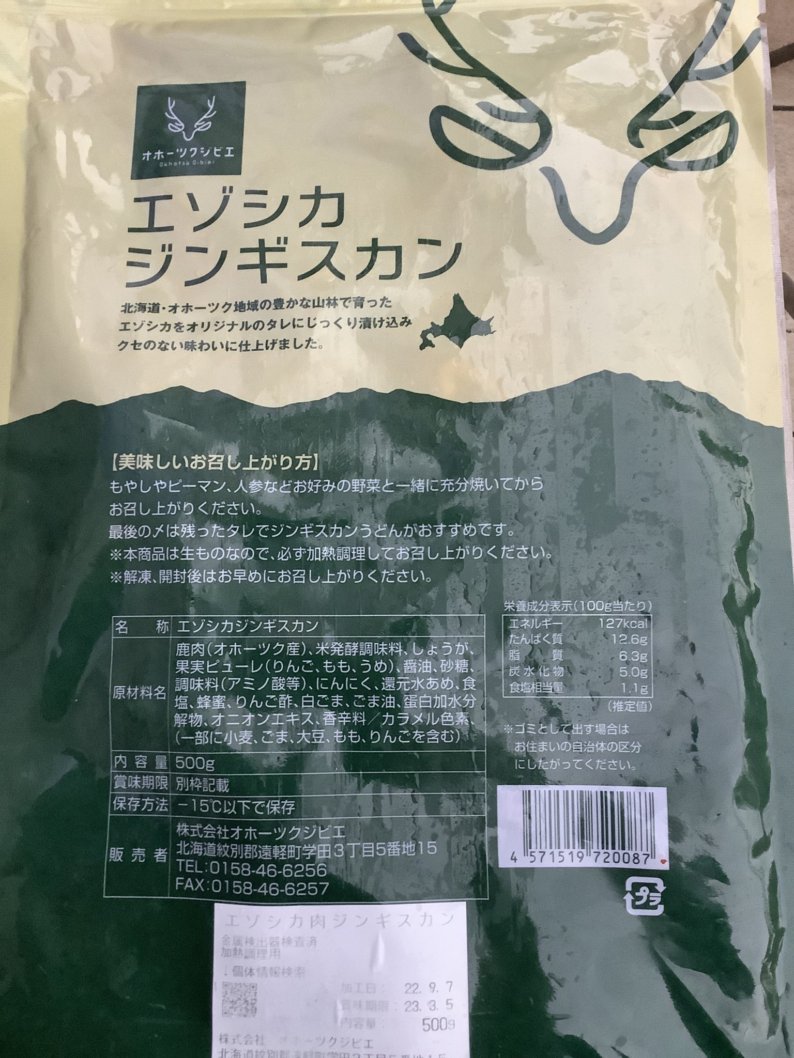 オホーツクジビエ
Okhotsk Gibier
エゾシカ
ジンギスカン
北海道・オホーツク地域の豊かな山林で育った
エゾシカをオリジナルのタレにじっくり漬け込み
クセのない味わいに仕上げました。
【美味しいお召し上がり方】
もやしやピーマン、人参などお好みの野菜と一緒に充分焼いてから
お召し上がりください。
最後の〆は残ったタレでジンギスカンうどんがおすすめです。
※本商品は生ものなので、必ず加熱調理してお召し上がりください。
※解凍、開封後はお早めにお召し上がりください。
名 称 エゾシカジンギスカン
原材料名
鹿肉(オホーツク産)、米発酵調味料、しょうが、
果実ピューレ(りんご、もも、うめ)、醤油、砂糖、
調味料(アミノ酸等)、にんにく、還元水あめ、食
塩、蜂蜜、りんご酢、白ごま、ごま油、蛋白加水分
解物、オニオンエキス、香辛料／カラメル色素、
(一部に小麦、ごま、大豆、もも、りんごを含む)
内 容 量 500g
賞味期限 別枠記載
保存方法 −15℃以下で保存
販 売 者
株式会社オホーツクジビエ
北海道紋別郡遠軽町学田3丁目5番地15
TEL:0158-46-6256
FAX:0158-46-6257
栄養成分表示(100g当たり)
エネルギー 127kcal
たんぱく質 12.6g
脂 質 6.3g
炭水化物 5.0g
食塩相当量 1.1g
(推定値)
※ゴミとして出す場合は
お住まいの自治体の区分
にしたがってください。
4 571519 720087
プラ
エゾシカ肉ジンギスカン
金属検出器検査済
加熱調理用
↓個体情報検索
加工日: 22.9.7
賞味期限: 23.3.5
内容量: 500g
株式会社 オホーツクジビエ
北海道紋別郡遠軽町学田3丁目5番地15